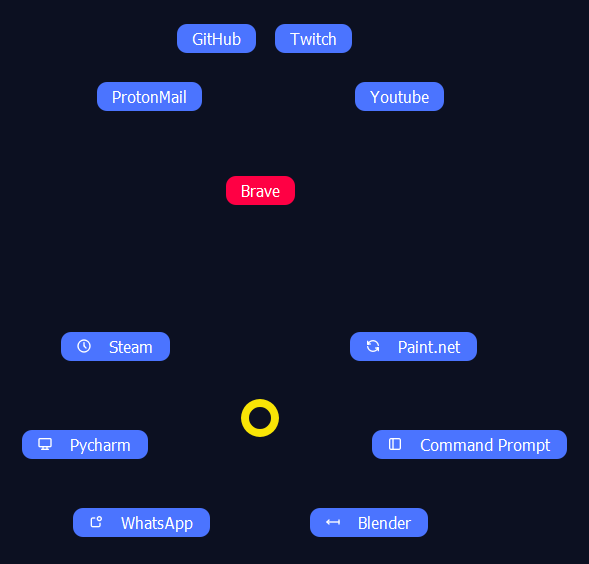 GitHub
Twitch
ProtonMail
Youtube
Brave
Steam
Paint.net
Pycharm
Command Prompt
WhatsApp
Blender